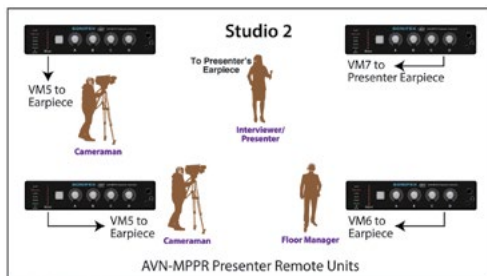 Studio 2
To Presenter's
Earpiece
VM5 to
Earpiece
VM7 to
Presenter Earpiece
Interviewer/
Presenter
Cameraman
VM5 to
Earpiece
Cameraman
Floor Manager
VM6 to
Earpiece
AVN-MPPR Presenter Remote Units